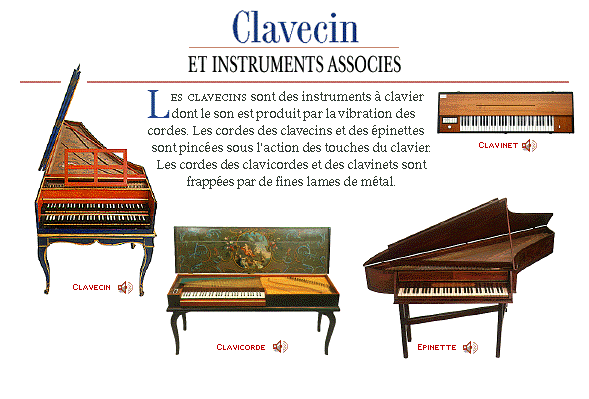 Clavecin
ET INSTRUMENTS ASSOCIES
LES CLAVECINS sont des instruments à clavier
dont le son est produit par la vibration des
cordes. Les cordes des clavecins et des épinettes
sont pincées sous l'action des touches du clavier.
Les cordes des clavicordes et des clavinets sont
frappées par de fines lames de métal.
CLAVINET
CLAVECIN
CLAVICORDE
EPINETTE